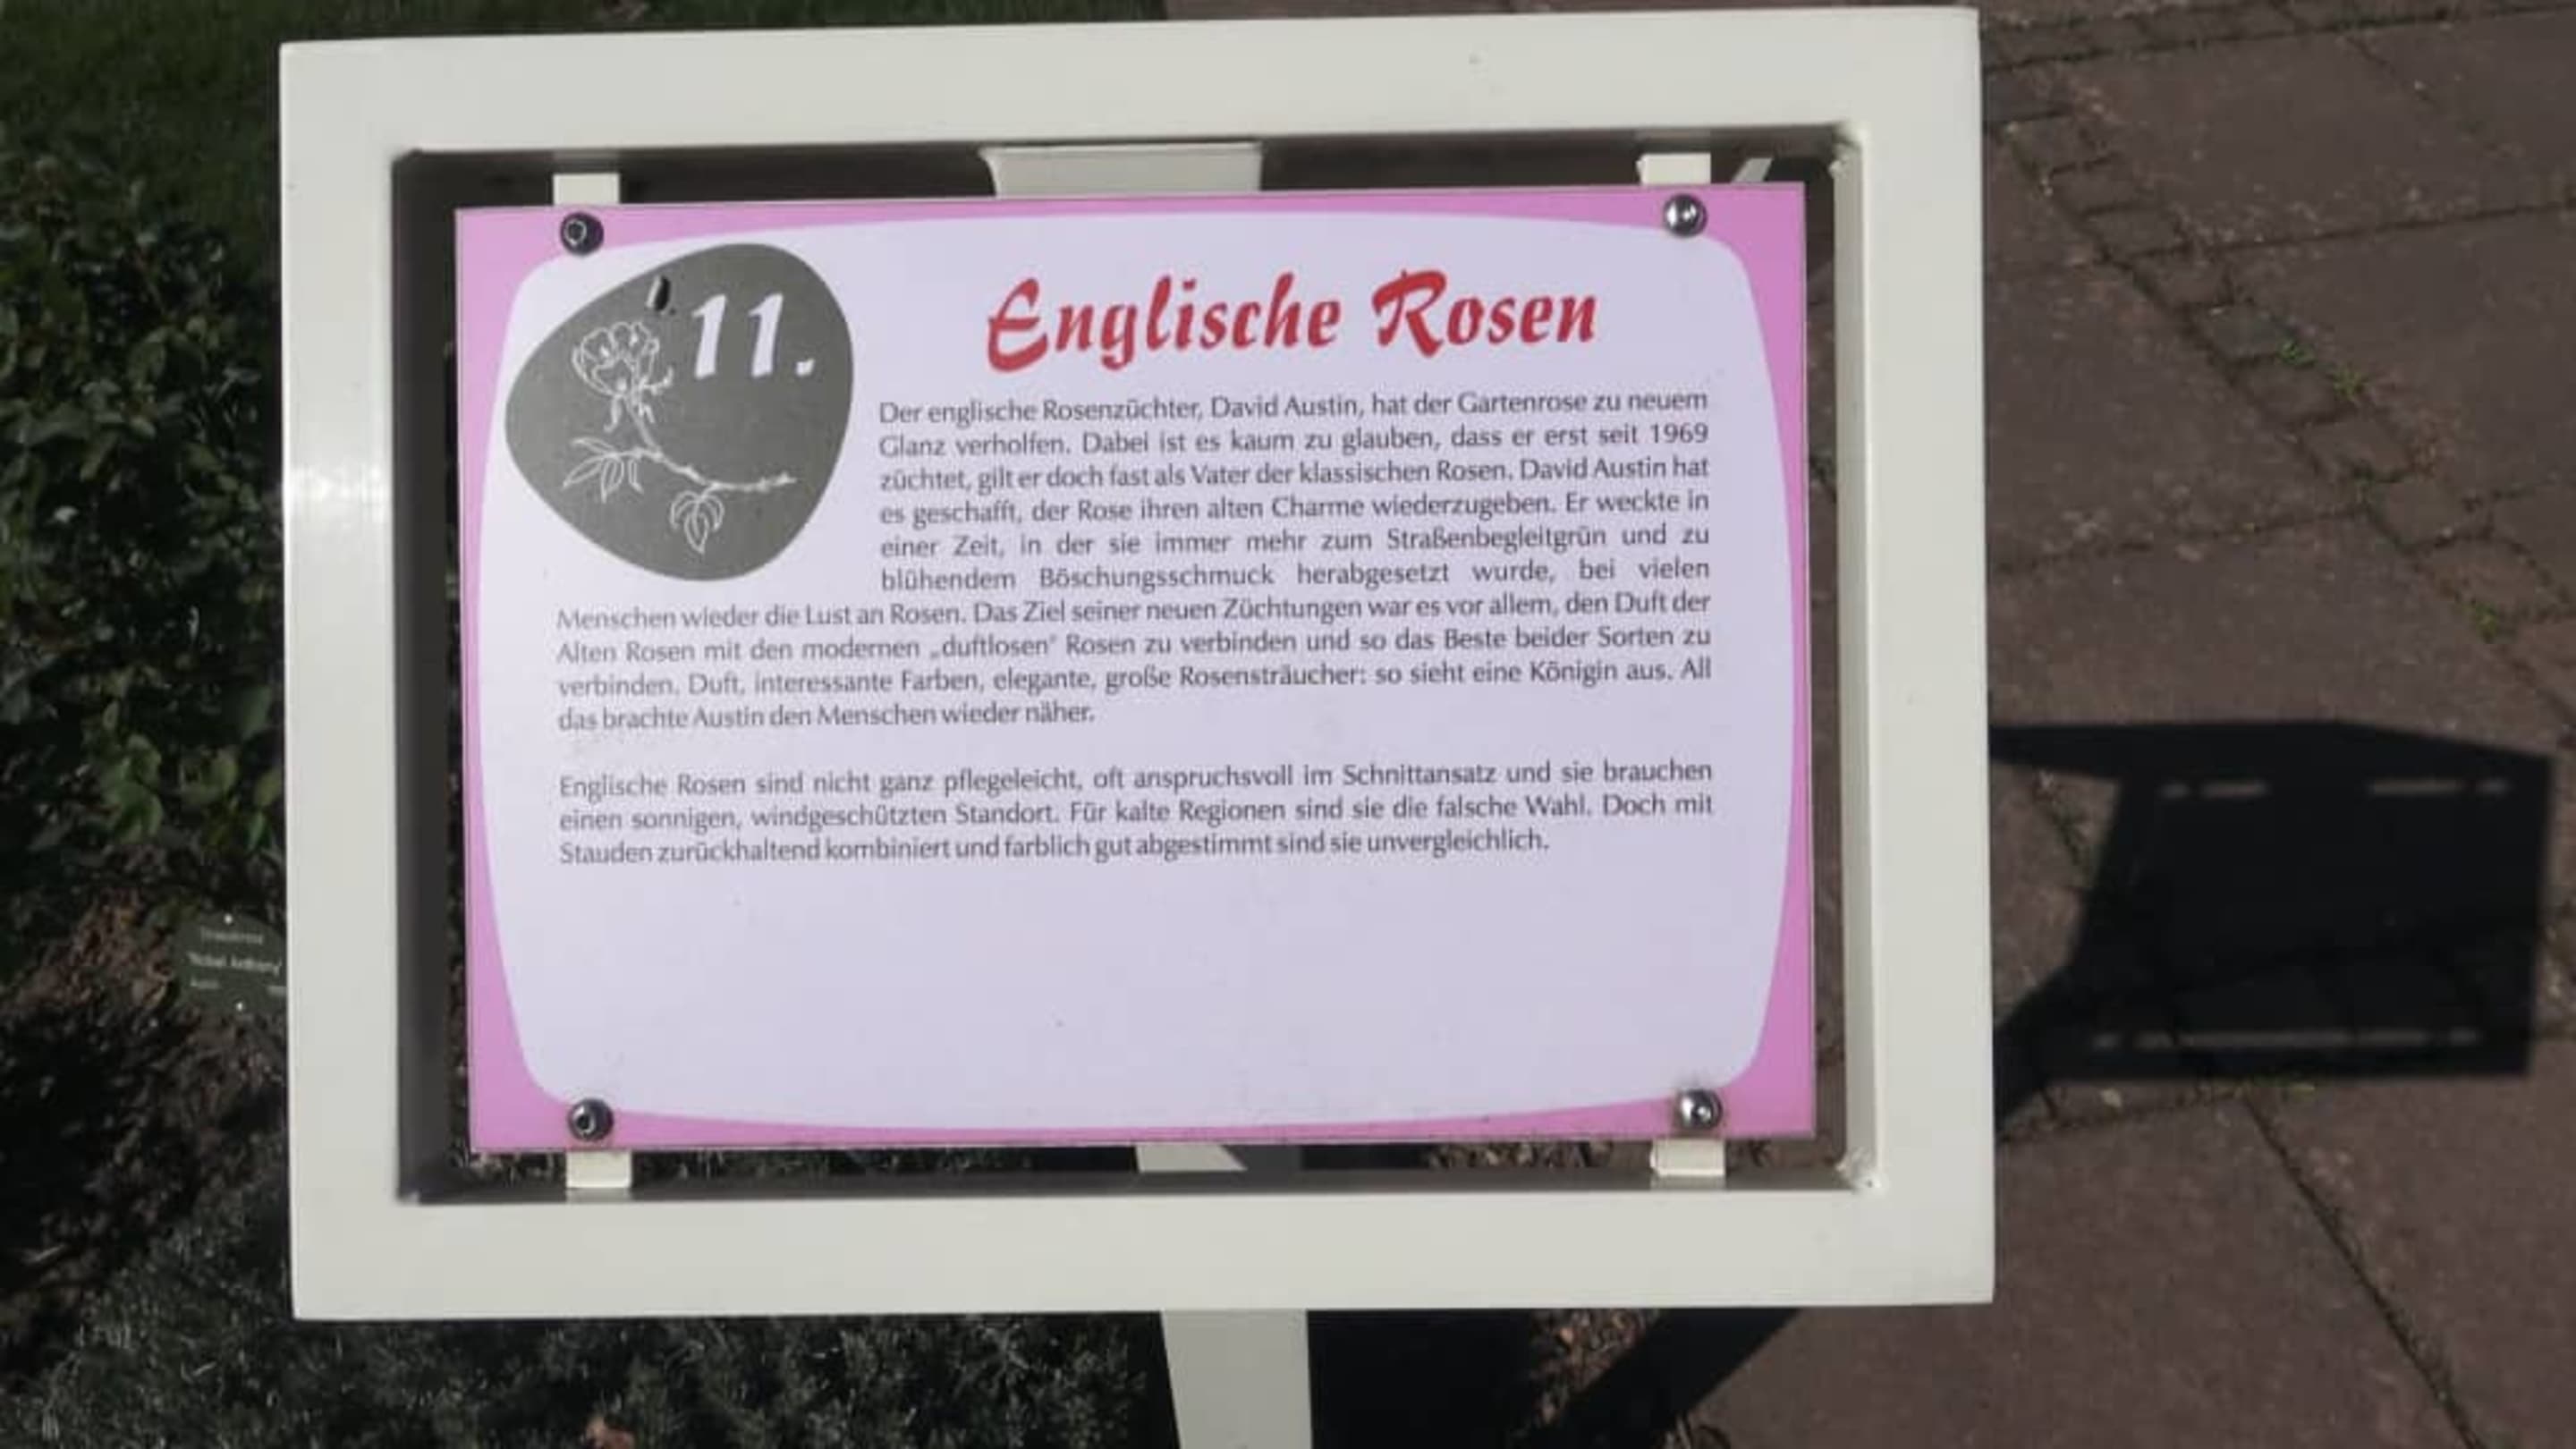 11.
Englische Rosen
Der englische Rosenzüchter, David Austin, hat der Gartenrose zu neuem
Glanz verholfen. Dabei ist es kaum zu glauben, dass er erst seit 1969
züchtet, gilt er doch fast als Vater der klassischen Rosen. David Austin hat
es geschafft, der Rose ihren alten Charme wiederzugeben. Er weckte in
einer Zeit, in der sie immer mehr zum Straßenbegleitgrün und zu
blühendem Böschungsschmuck herabgesetzt wurde, bei vielen
Menschen wieder die Lust an Rosen. Das Ziel seiner neuen Züchtungen war es vor allem, den Duft der
Alten Rosen mit den modernen „duftlosen" Rosen zu verbinden und so das Beste beider Sorten zu
verbinden. Duft, interessante Farben, elegante, große Rosensträucher: so sieht eine Königin aus. All
das brachte Austin den Menschen wieder näher.
Englische Rosen sind nicht ganz pflegeleicht, oft anspruchsvoll im Schnittansatz und sie brauchen
einen sonnigen, windgeschützten Standort. Für kalte Regionen sind sie die falsche Wahl. Doch mit
Stauden zurückhaltend kombiniert und farblich gut abgestimmt sind sie unvergleichlich.